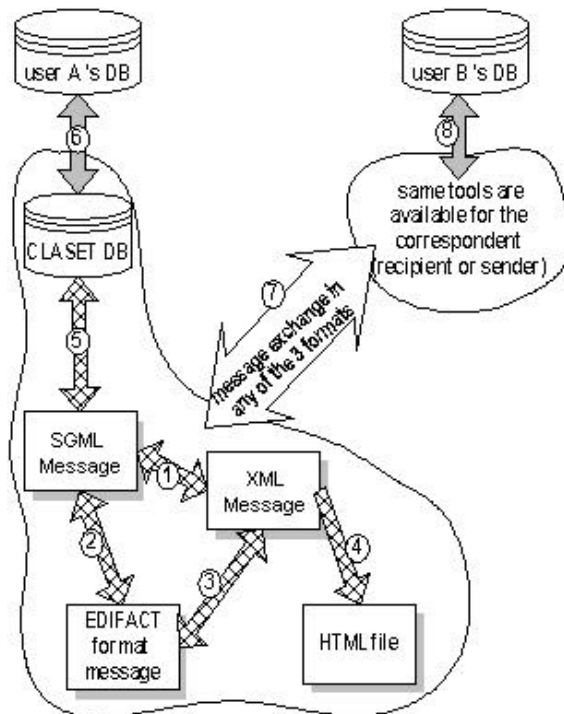 user A 's DB
user B 's DB
6
8
CLASET DB
same tools are
available for the
correspondent
(recipient or sender)
7
message exchange in
any of the 3 formats
5
SGML
Message
1
XML
Message
2
3
4
EDIFACT
format
message
HTML file